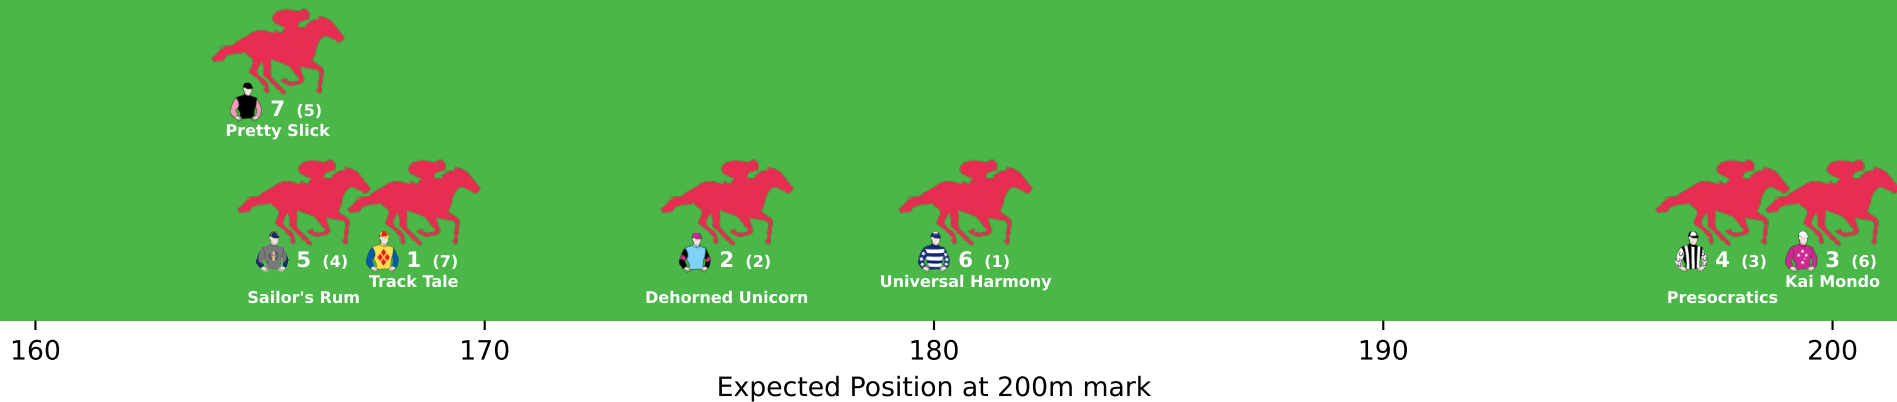 7 (5)
Pretty Slick
5 (4)
1 (7)
2 (2)
6 (1)
4 (3)
3 (6)
Track Tale
Universal Harmony
Kai Mondo
Sailor's Rum
Dehorned Unicorn
Presocratics
160
170
180
190
200
Expected Position at 200m mark